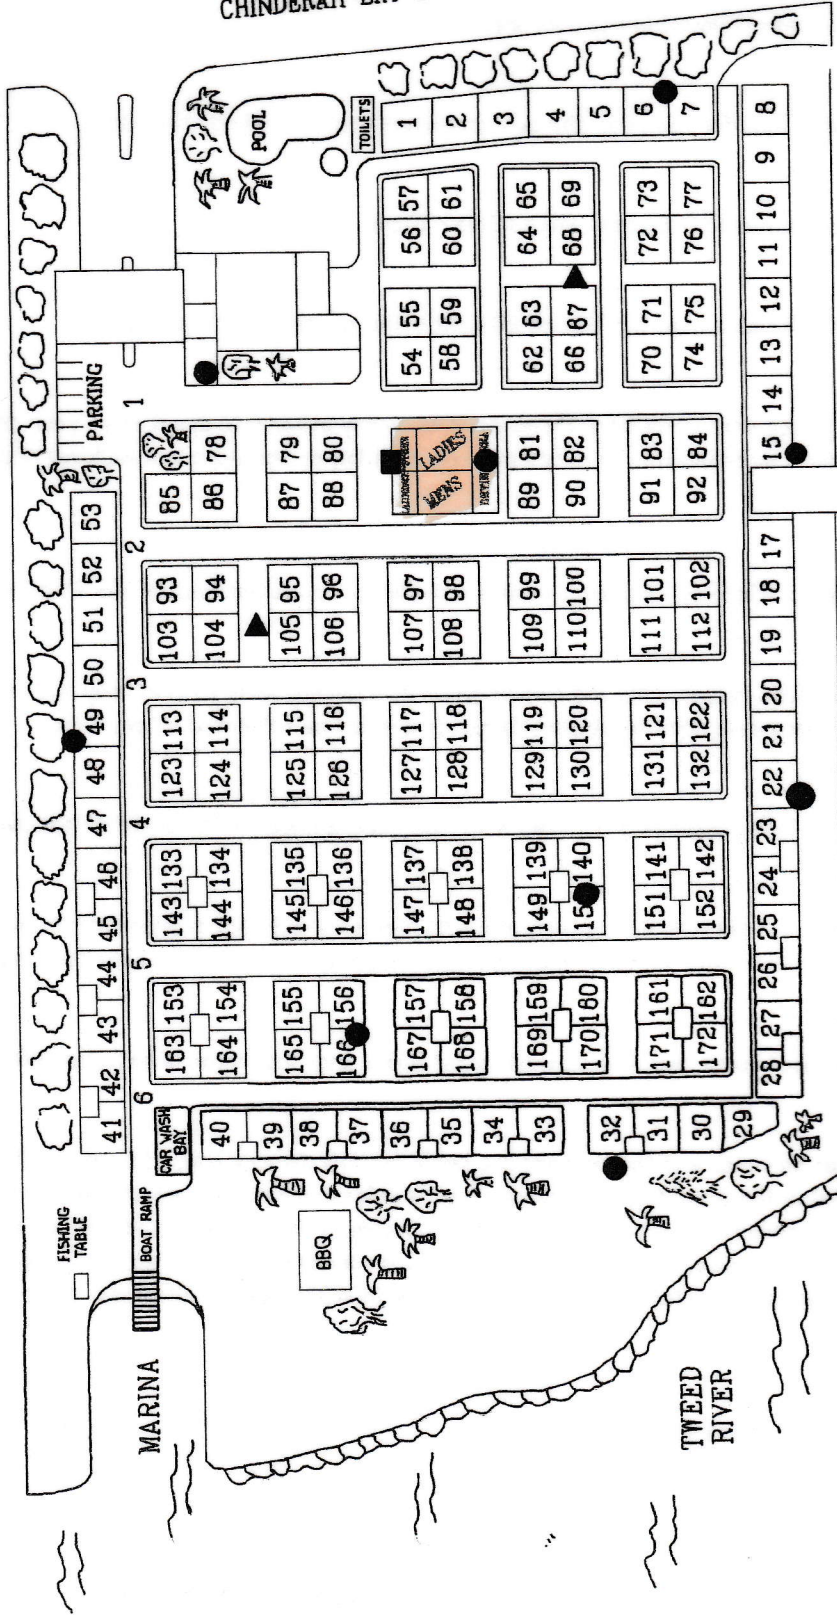 CHINDERAH
FISHING
TABLE
41 42 43 44 45 46 47 48 49 50 51 52 53
PARKING
MARINA
BOAT RAMP
CAR WASH
BAY
6 5 4 3 2 1
163 153 143 133 123 113 103 93 85
164 154 144 134 124 114 104 94 86 78
40 39 38 37 36 35 34 33
32 31 30 29
165 155 145 135 125 115 105 95 87 79
166 156 146 136 126 116 106 96 88 80
POOL
TOILETS
BBQ
167 157 147 137 127 117 107 97
168 158 148 138 128 118 108 98
MENS LADIES
54 55 56 57
58 59 60 61
1 2 3 4 5 6 7
169 159 149 139 129 119 109 99 89 81
170 160 140 130 120 110 100 90 82
62 63 64 65
66 67 68 69
171 161 151 141 131 121 111 101 91 83
172 162 152 142 132 122 112 102 92 84
70 71 72 73
74 75 76 77
TWEED
RIVER
28 27 26 25 24 23 22 21 20 19 18 17 15 14 13 12 11 10 9 8